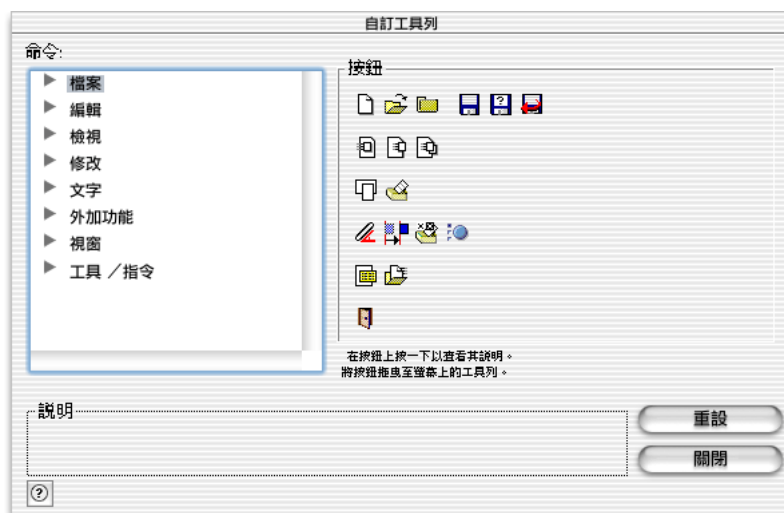 自訂工具列
命令:
檔案
編輯
檢視
修改
文字
外加功能
視窗
工具 ／指令
按鈕
在按鈕上按一下以查看其說明。
將按鈕拖曳至螢幕上的工具列。
說明
重設
關閉
?